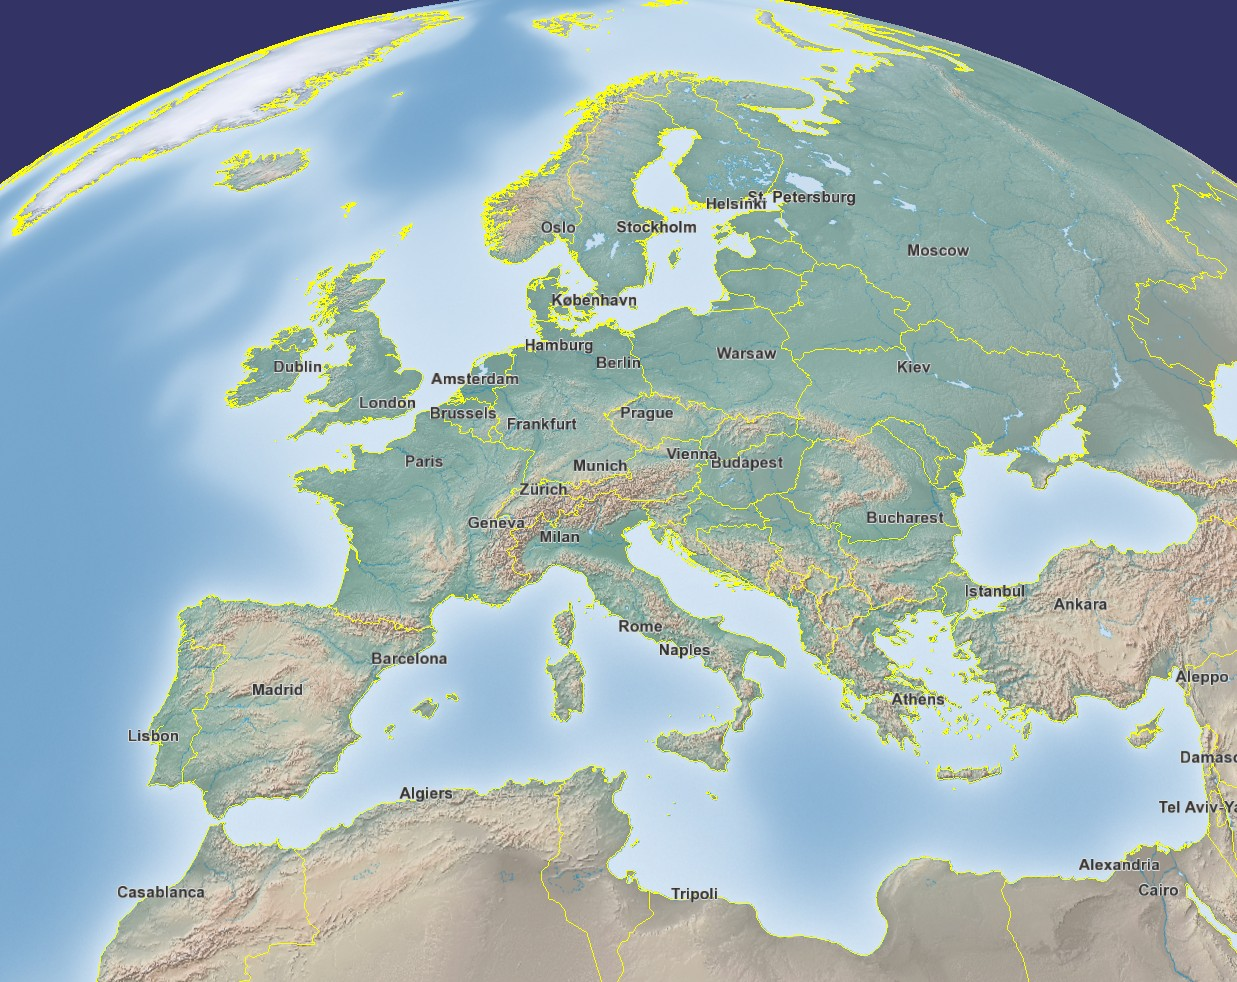 St. Petersburg
Helsinki
Oslo
Stockholm
Moscow
København
Hamburg
Warsaw
Berlin
Dublin
Kiev
Amsterdam
London
Brussels
Prague
Frankfurt
Vienna
Paris
Budapest
Munich
Zürich
Bucharest
Geneva
Milan
Istanbul
Ankara
Rome
Naples
Barcelona
Aleppo
Madrid
Athens
Lisbon
Damasc
Algiers
Tel Aviv-Ya
Alexandria
Cairo
Casablanca
Tripoli